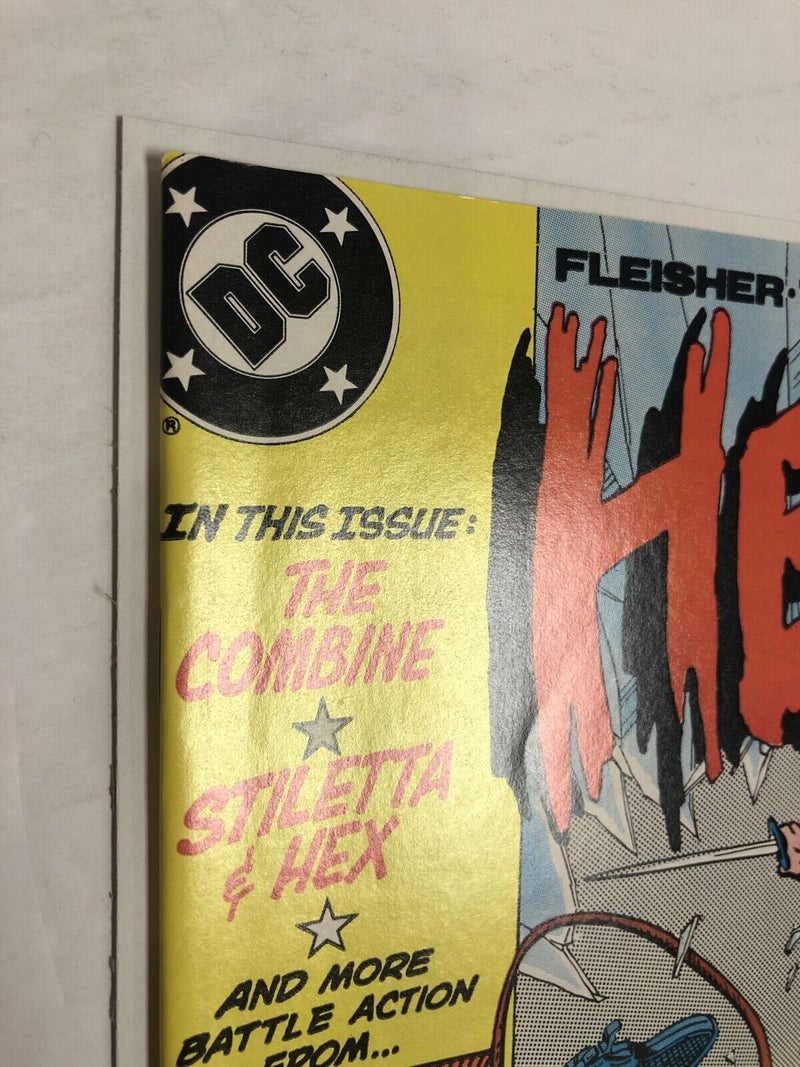 DC
®
FLEISHER
HE
IN THIS ISSUE:
THE
COMBINE
STILETTA
& HEX
AND MORE
BATTLE ACTION
FROM...